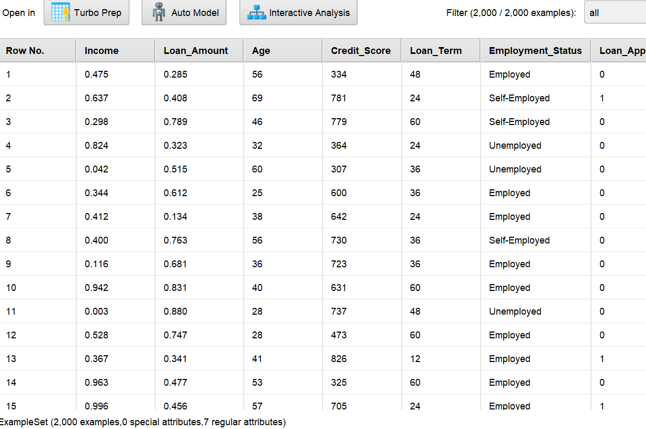 Open in Turbo Prep Auto Model Interactive Analysis Filter (2,000 / 2,000 examples): all
Row No. Income Loan_Amount Age Credit_Score Loan_Term Employment_Status Loan_App
1 0.475 0.285 56 334 48 Employed 0
2 0.637 0.408 69 781 24 Self-Employed 1
3 0.298 0.789 46 779 60 Self-Employed 0
4 0.824 0.323 32 364 24 Unemployed 0
5 0.042 0.515 60 307 36 Unemployed 0
6 0.344 0.612 25 600 36 Employed 0
7 0.412 0.134 38 642 24 Employed 0
8 0.400 0.763 56 730 36 Self-Employed 0
9 0.116 0.681 36 723 36 Employed 0
10 0.942 0.831 40 631 60 Employed 0
11 0.003 0.880 28 737 48 Unemployed 0
12 0.528 0.747 28 473 60 Employed 0
13 0.367 0.341 41 826 12 Employed 1
14 0.963 0.477 53 325 60 Employed 0
15 0.996 0.456 57 705 24 Employed 1
ExampleSet (2,000 examples,0 special attributes,7 regular attributes)